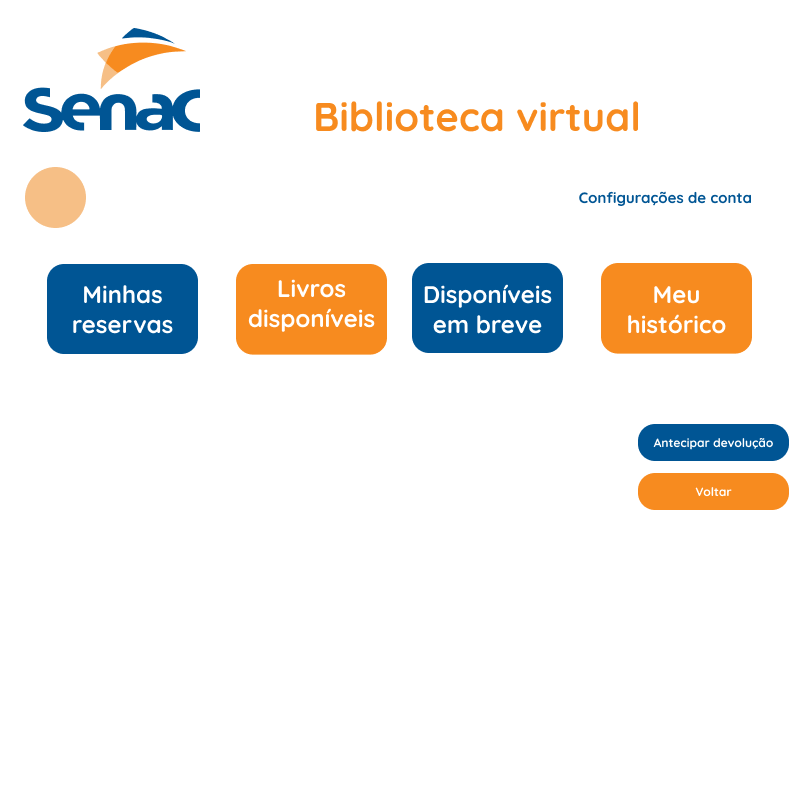 Senac
Biblioteca virtual
Configurações de conta
Minhas
reservas
Livros
disponíveis
Disponíveis
em breve
Meu
histórico
Antecipar devolução
Voltar